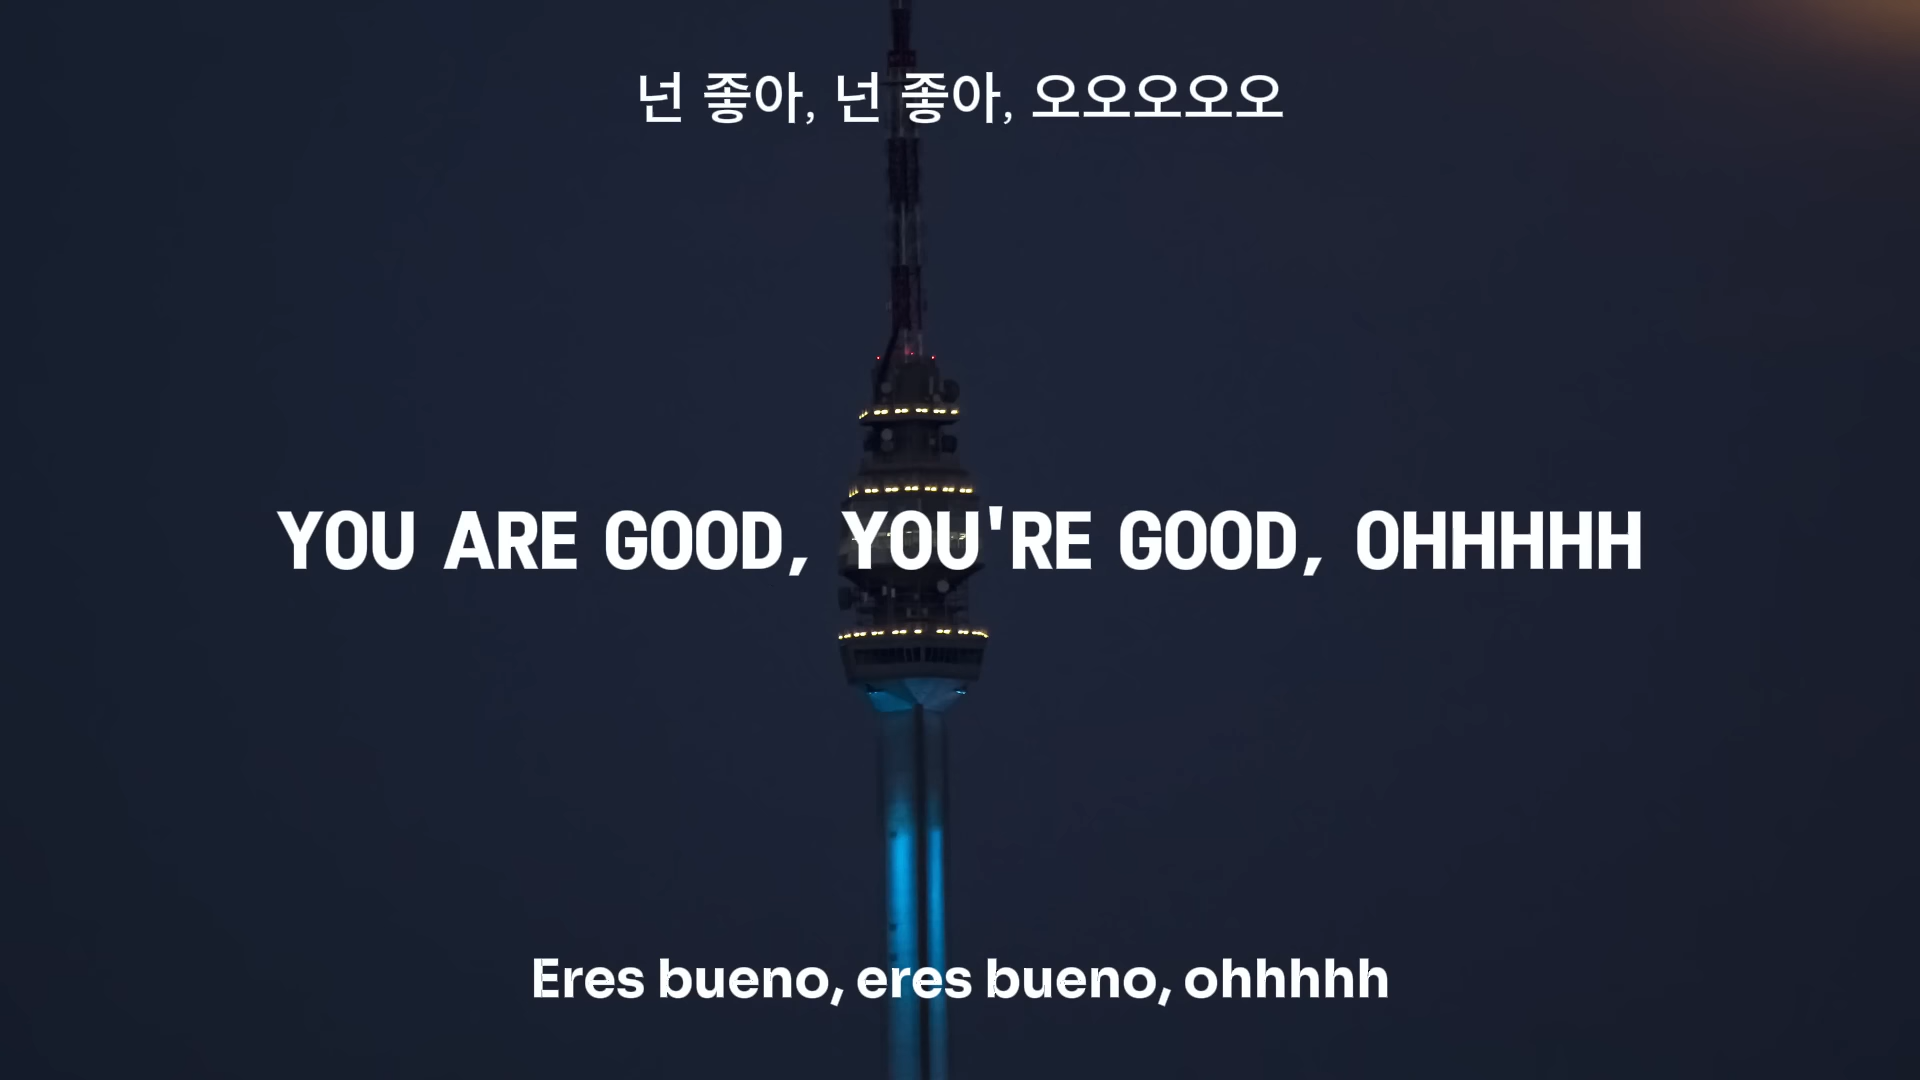 넌 좋아, 넌 좋아, 오오오오오
YOU ARE GOOD, YOU'RE GOOD, OHHHHH
Eres bueno, eres bueno, ohhhhh